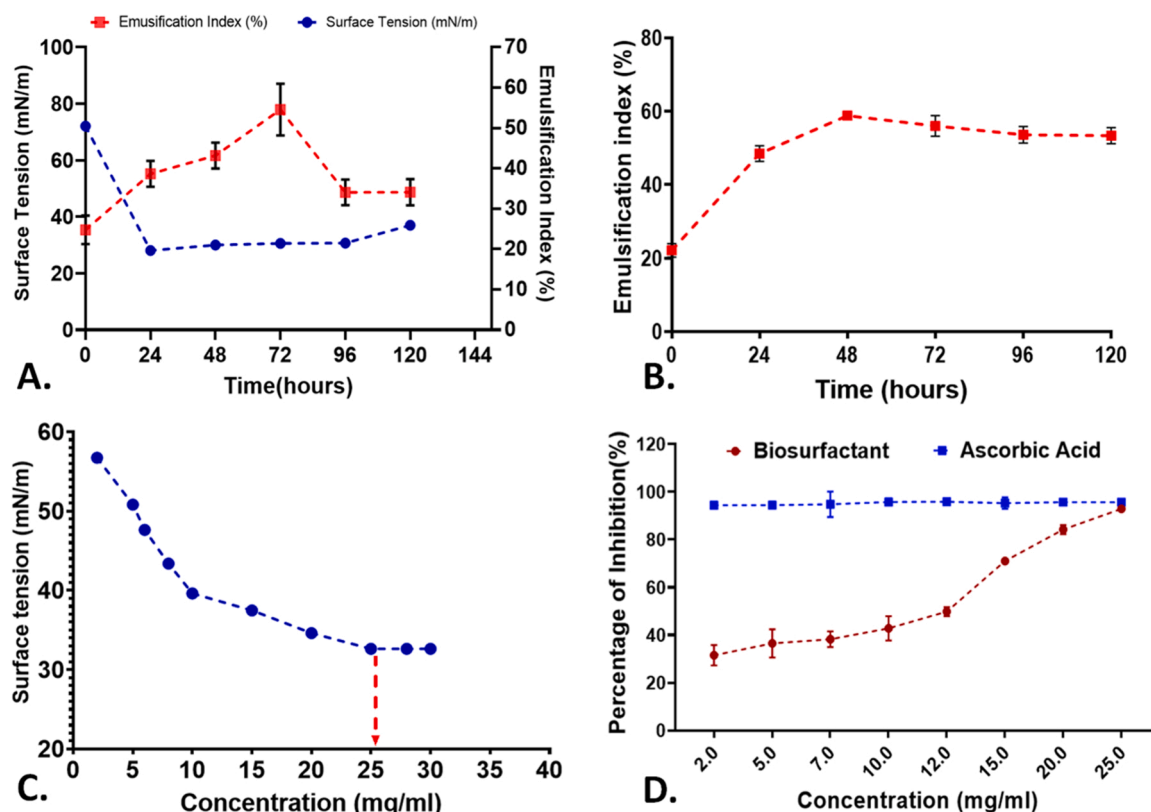 Emusification Index (%) Surface Tension (mN/m)
100
80
60
40
20
0
Surface Tension (mN/m)
70
60
50
40
30
20
10
0
Emulsification Index (%)
0 24 48 72 96 120 144
Time(hours)
A.
80
60
40
20
0
Emulsification index (%)
0 24 48 72 96 120
Time (hours)
B.
60
50
40
30
20
Surface tension (mN/m)
0 5 10 15 20 25 30 35 40
Concentration (mg/ml)
C.
Biosurfactant Ascorbic Acid
120
100
80
60
40
20
0
Percentage of Inhibition(%)
2.0 5.0 7.0 10.0 12.0 15.0 20.0 25.0
Concentration (mg/ml)
D.